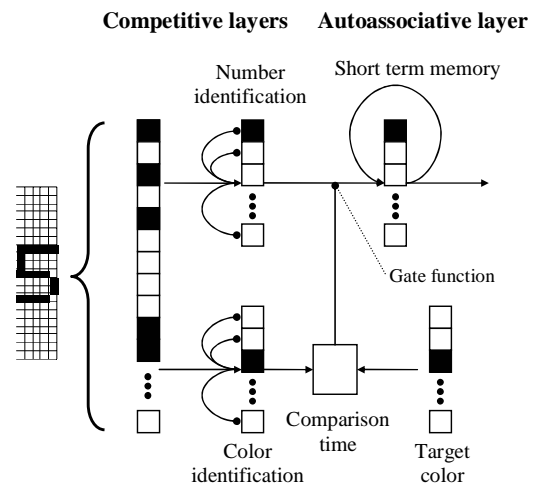 Competitive layers
Autoassociative layer
Number
identification
Short term memory
Gate function
Comparison
time
Color
identification
Target
color